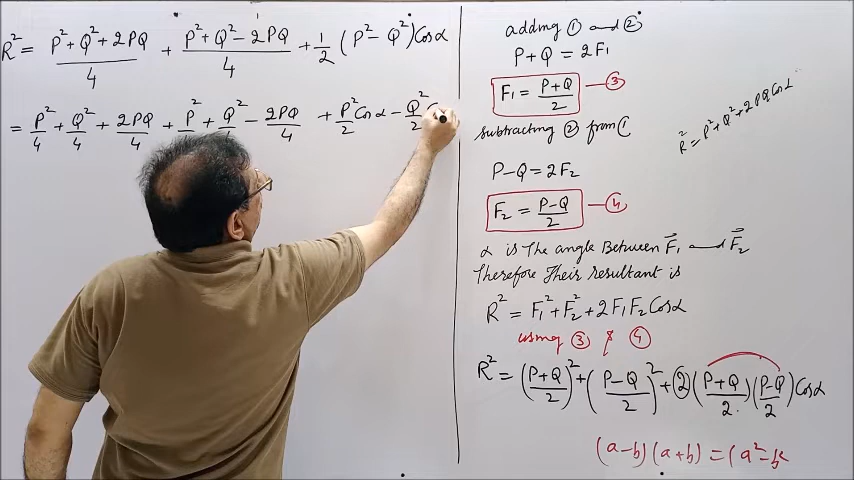 R² = P² + Q² + 2PQ / 4 + P² + Q² - 2PQ / 4 + 1/2 (P² - Q²) Cos α
= P²/4 + Q²/4 + 2PQ/4 + P² + Q² - 2PQ/4 + P²/2 Cos α - Q²/2
adding ① and ②
P + Q = 2F₁
F₁ = P+Q / 2 — ③
subtracting ② from ①
P - Q = 2F₂
F₂ = P-Q / 2 — ④
R² = P² + Q² + 2PQ Cos α
α is The angle Between F⃗₁ and F⃗₂
Therefore Their resultant is
R² = F₁² + F₂² + 2F₁F₂ Cos α
using ③ & ④
R² = (P+Q / 2)² + (P-Q / 2)² + 2 (P+Q / 2) (P-Q / 2) Cos α
(a-b)(a+b) = (a² - b²